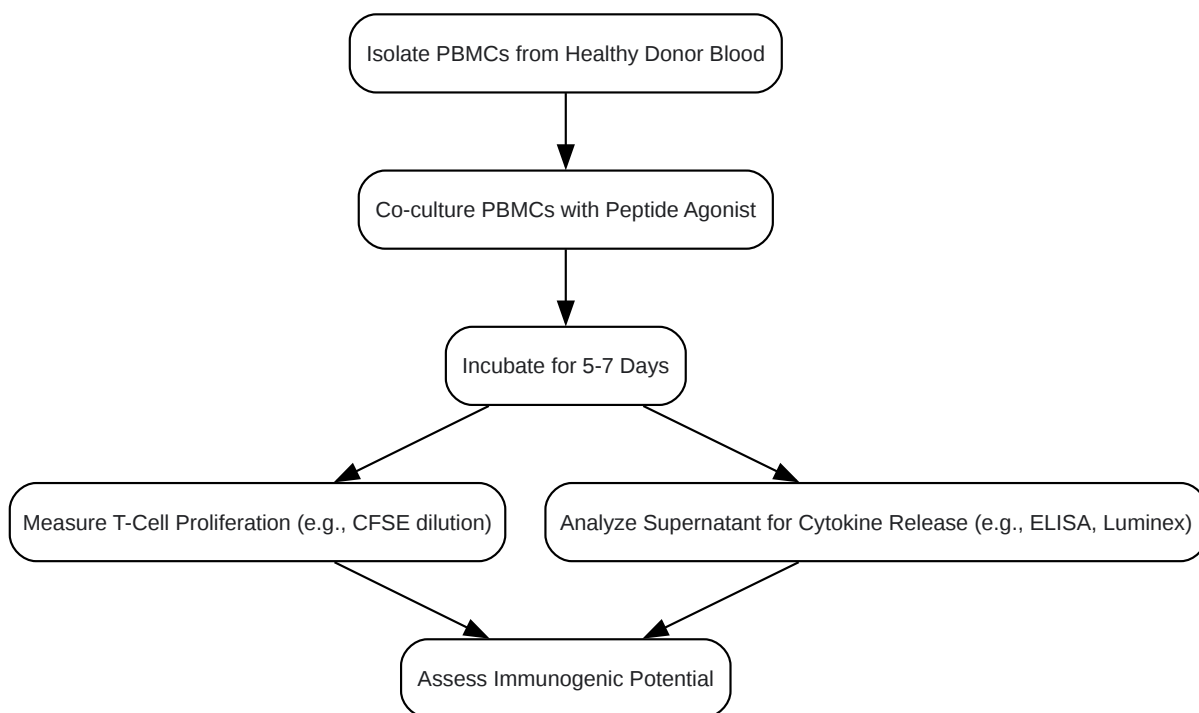 Isolate PBMCs from Healthy Donor Blood
Co-culture PBMCs with Peptide Agonist
Incubate for 5-7 Days
Measure T-Cell Proliferation (e.g., CFSE dilution)
Analyze Supernatant for Cytokine Release (e.g., ELISA, Luminex)
Assess Immunogenic Potential